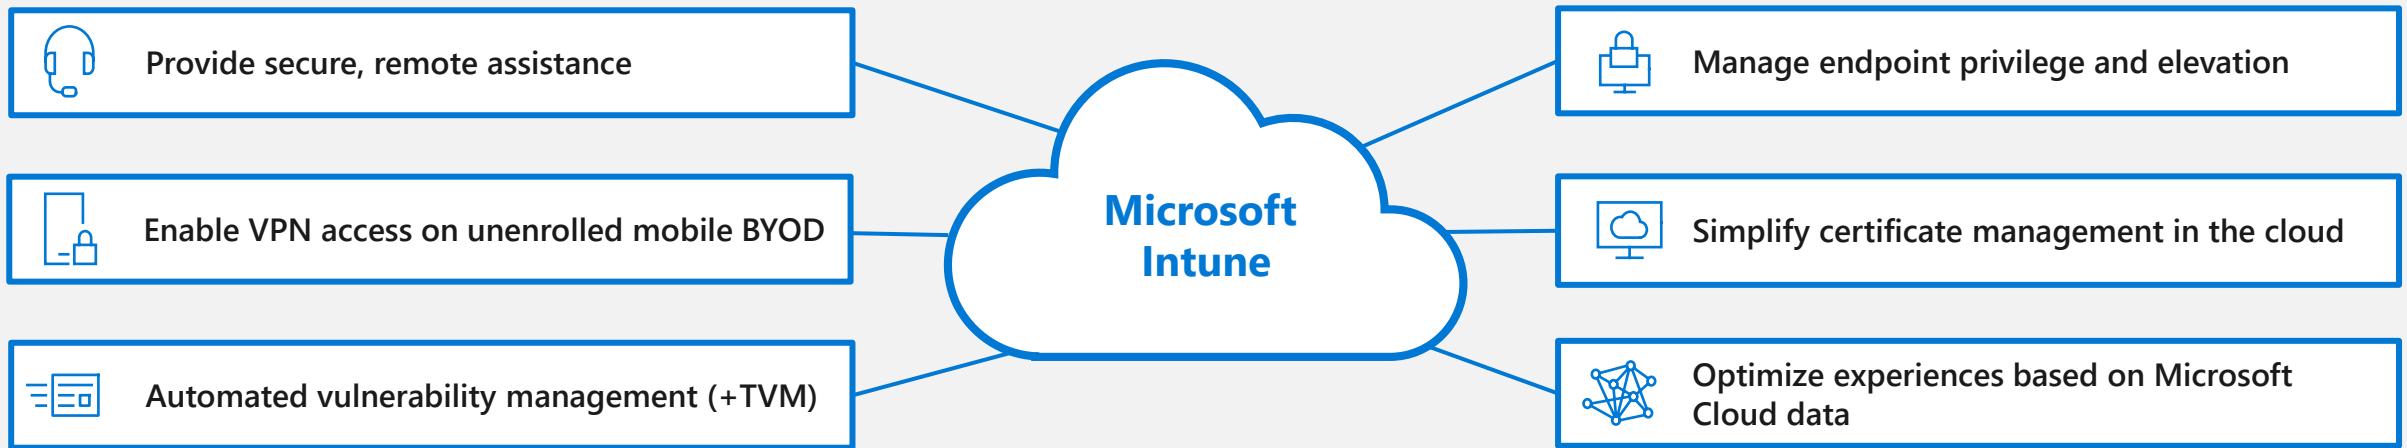 Provide secure, remote assistance
Enable VPN access on unenrolled mobile BYOD
Automated vulnerability management (+TVM)
Microsoft
Intune
Manage endpoint privilege and elevation
Simplify certificate management in the cloud
Optimize experiences based on Microsoft
Cloud data